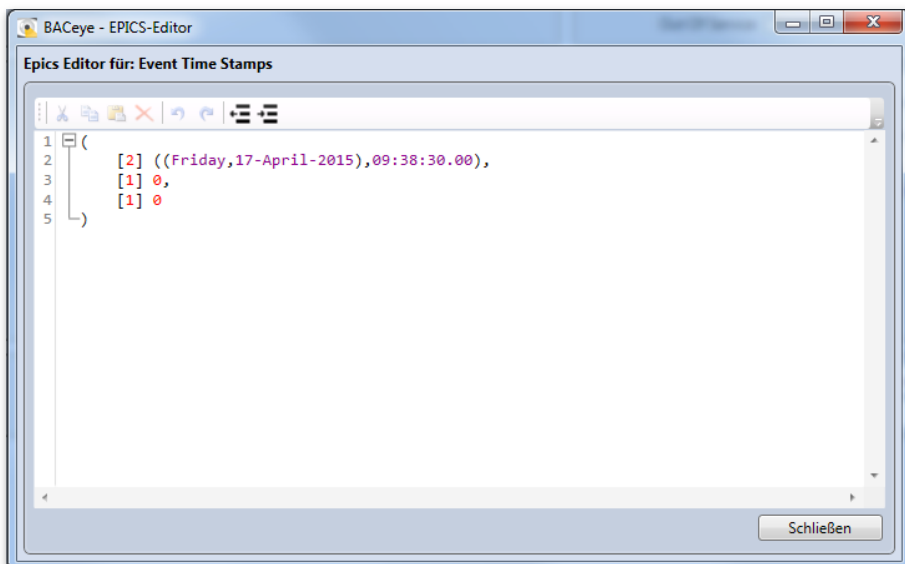 BACeye - EPICS-Editor
Epics Editor für: Event Time Stamps
1 (
2 [2] ((Friday,17-April-2015),09:38:30.00),
3 [1] 0,
4 [1] 0
5 )
Schließen